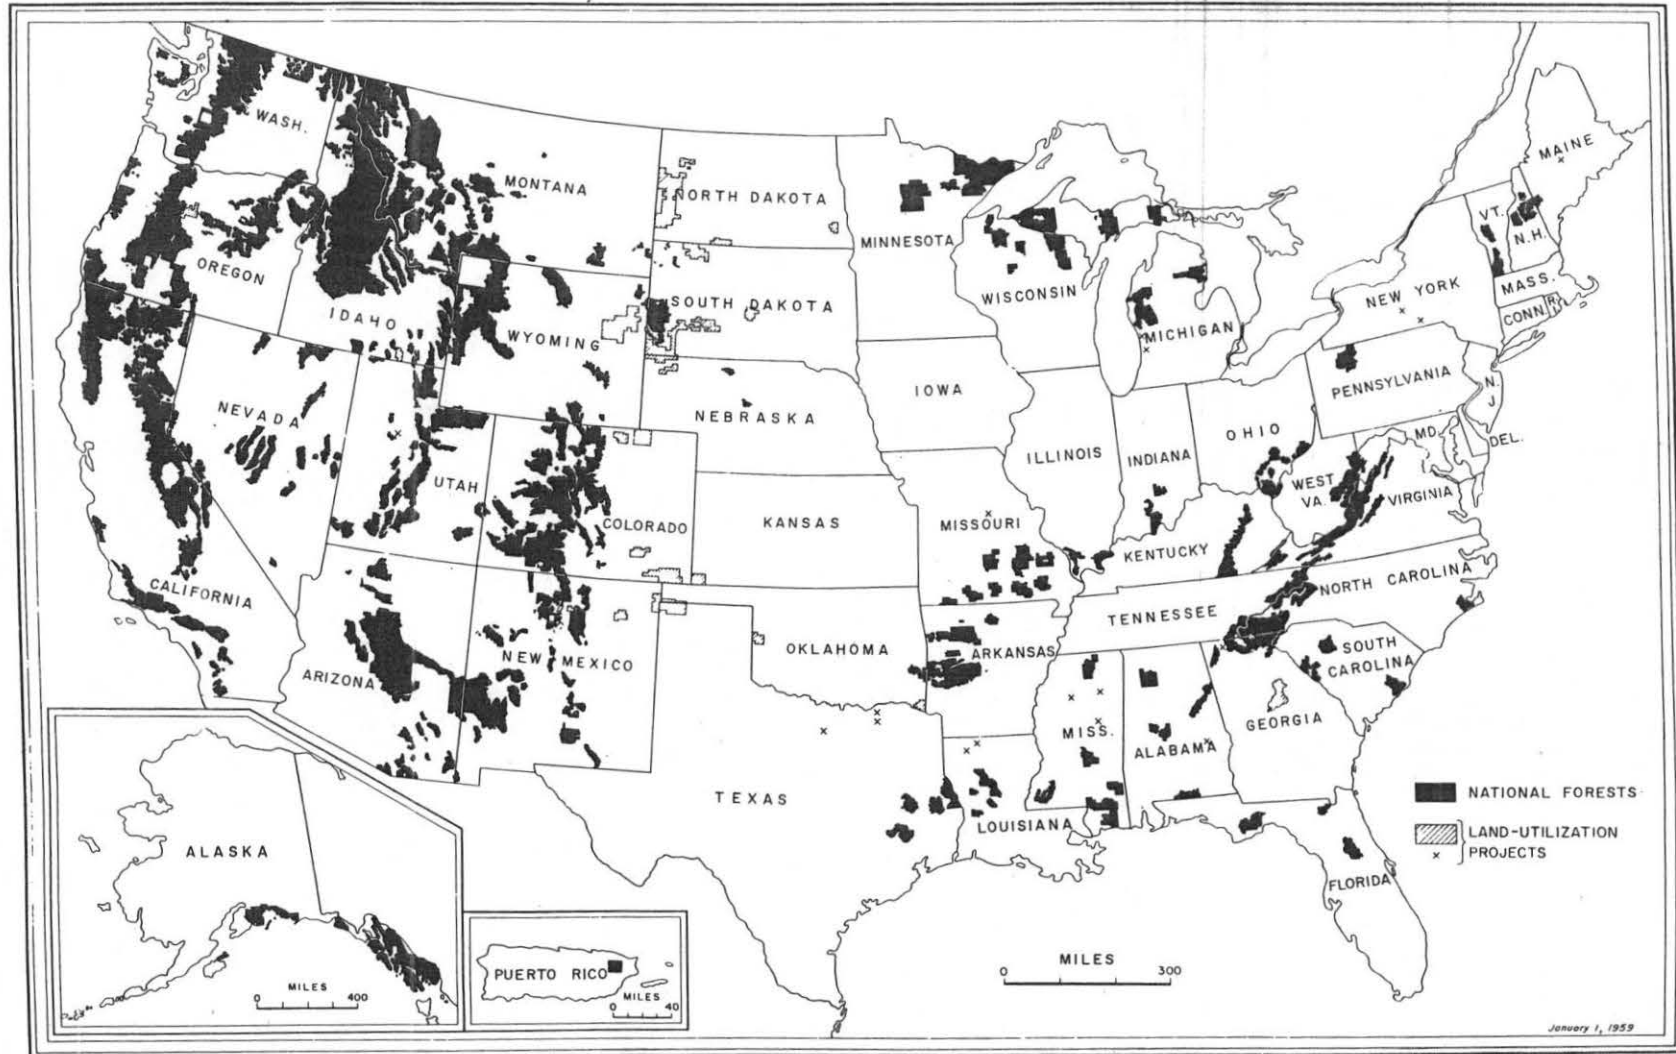 WASH.
MONTANA
NORTH DAKOTA
MINNESOTA
MAINE
VT.
N.H.
OREGON
IDAHO
WYOMING
SOUTH DAKOTA
WISCONSIN
MICHIGAN
NEW YORK
MASS.
CONN.
R.
I.
NEVADA
NEBRASKA
IOWA
PENNSYLVANIA
N.
J.
UTAH
COLORADO
KANSAS
MISSOURI
ILLINOIS
INDIANA
OHIO
MD.
DEL.
WEST
VA.
VIRGINIA
KENTUCKY
CALIFORNIA
ARIZONA
NEW MEXICO
OKLAHOMA
ARKANSAS
TENNESSEE
NORTH CAROLINA
SOUTH
CAROLINA
TEXAS
LOUISIANA
MISS.
ALABAMA
GEORGIA
FLORIDA
NATIONAL FORESTS
LAND-UTILIZATION
PROJECTS
ALASKA
MILES
0 400
PUERTO RICO
MILES
0 40
MILES
0 300
January 1, 1959